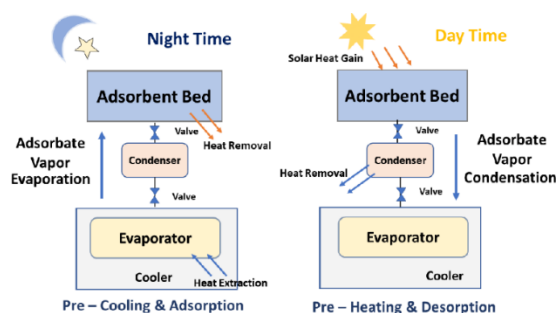 Night Time
Adsorbent Bed
Valve
Heat Removal
Condenser
Adsorbate
Vapor
Evaporation
Valve
Evaporator
Heat Extraction
Cooler
Pre – Cooling & Adsorption
Day Time
Solar Heat Gain
Adsorbent Bed
Valve
Condenser
Heat Removal
Adsorbate
Vapor
Condensation
Valve
Evaporator
Cooler
Pre – Heating & Desorption